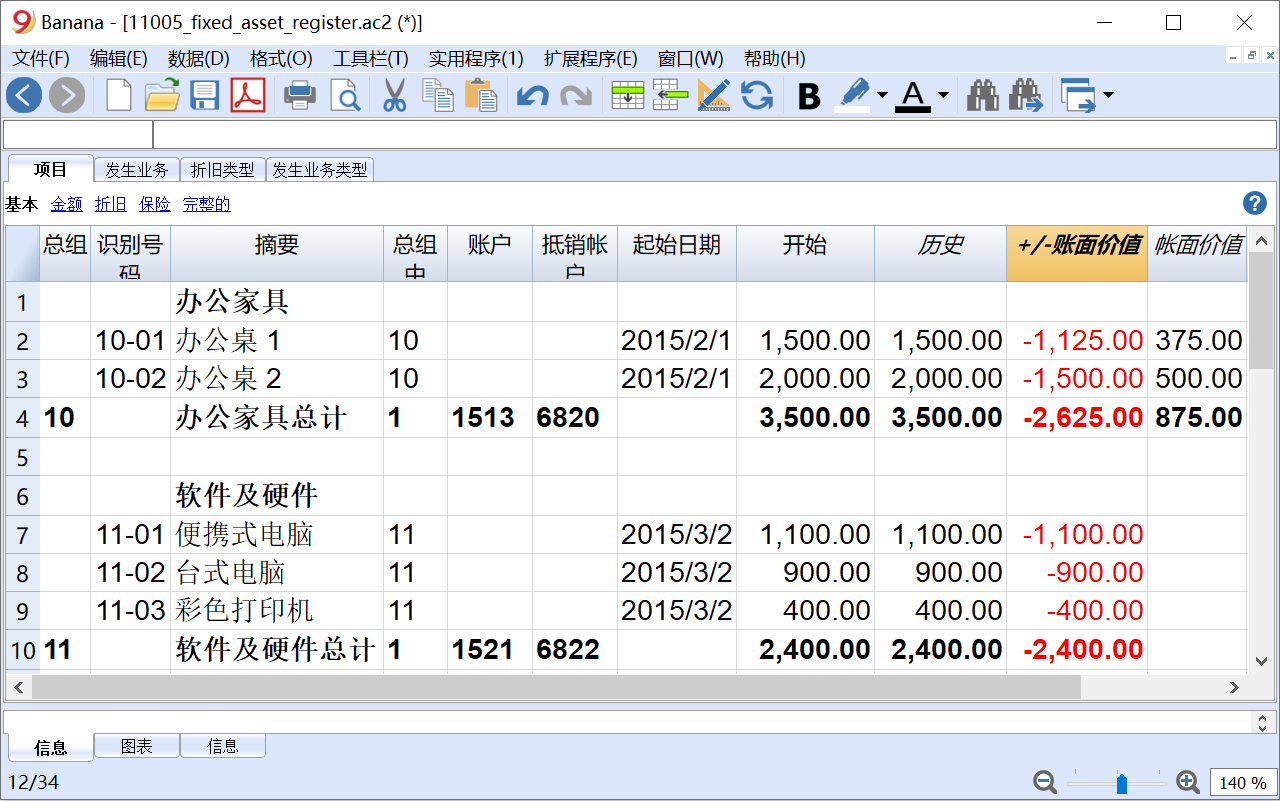 Banana - [11005_fixed_asset_register.ac2 (*)]
文件(F) 编辑(E) 数据(D) 格式(O) 工具栏(T) 实用程序(1) 扩展程序(E) 窗口(W) 帮助(H)
B A
项目 发生业务 折旧类型 发生业务类型
基本 金额 折旧 保险 完整的 ?
总组 识别号码 摘要 总组中 账户 抵销帐户 起始日期 开始 历史 +/-账面价值 帐面价值
1 办公家具
2 10-01 办公桌 1 10 2015/2/1 1,500.00 1,500.00 -1,125.00 375.00
3 10-02 办公桌 2 10 2015/2/1 2,000.00 2,000.00 -1,500.00 500.00
4 10 办公家具总计 1 1513 6820 3,500.00 3,500.00 -2,625.00 875.00
5
6 软件及硬件
7 11-01 便携式电脑 11 2015/3/2 1,100.00 1,100.00 -1,100.00
8 11-02 台式电脑 11 2015/3/2 900.00 900.00 -900.00
9 11-03 彩色打印机 11 2015/3/2 400.00 400.00 -400.00
10 11 软件及硬件总计 1 1521 6822 2,400.00 2,400.00 -2,400.00
信息 图表 信息
12/34 140 %